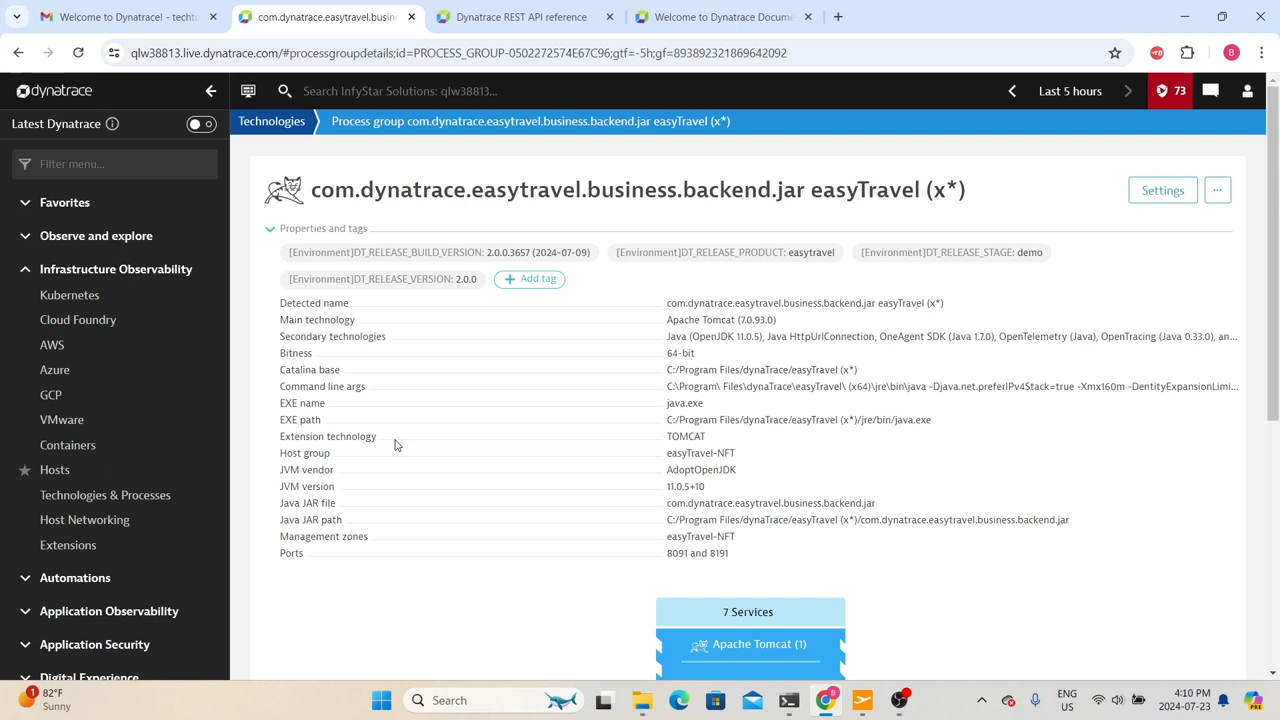 Welcome to Dynatrace! - techtu
com.dynatrace.easytravel.busin
Dynatrace REST API reference
Welcome to Dynatrace Docume
qlw38813.live.dynatrace.com/#processgroupdetails;id=PROCESS_GROUP-0502272574E67C96;gtf=-5h;gf=893892321869642092
B
dynatrace
Search InfyStar Solutions: qlw38813...
Last 5 hours
73
Latest Dynatrace
Technologies
Process group com.dynatrace.easytravel.business.backend.jar easyTravel (x*)
Filter menu...
Favorites
Observe and explore
Infrastructure Observability
Kubernetes
Cloud Foundry
AWS
Azure
GCP
VMware
Containers
Hosts
Technologies & Processes
Host Networking
Extensions
Automations
Application Observability
Application Security
Digital Experience
com.dynatrace.easytravel.business.backend.jar easyTravel (x*)
Settings
...
Properties and tags
[Environment]DT_RELEASE_BUILD_VERSION: 2.0.0.3657 (2024-07-09)
[Environment]DT_RELEASE_PRODUCT: easytravel
[Environment]DT_RELEASE_STAGE: demo
[Environment]DT_RELEASE_VERSION: 2.0.0
Add tag
Detected name com.dynatrace.easytravel.business.backend.jar easyTravel (x*)
Main technology Apache Tomcat (7.0.93.0)
Secondary technologies Java (OpenJDK 11.0.5), Java HttpUrlConnection, OneAgent SDK (Java 1.7.0), OpenTelemetry (Java), OpenTracing (Java 0.33.0), an...
Bitness 64-bit
Catalina base C:/Program Files/dynaTrace/easyTravel (x*)
Command line args C:\Program\ Files\dynaTrace\easyTravel\ (x64)\jre\bin\java -Djava.net.preferIPv4Stack=true -Xmx160m -DentityExpansionLimi...
EXE name java.exe
EXE path C:/Program Files/dynaTrace/easyTravel (x*)/jre/bin/java.exe
Extension technology TOMCAT
Host group easyTravel-NFT
JVM vendor AdoptOpenJDK
JVM version 11.0.5+10
Java JAR file com.dynatrace.easytravel.business.backend.jar
Java JAR path C:/Program Files/dynaTrace/easyTravel (x*)/com.dynatrace.easytravel.business.backend.jar
Management zones easyTravel-NFT
Ports 8091 and 8191
7 Services
Apache Tomcat (1)
1
82°F
Sunny
Search
B
ENG
US
4:10 PM
2024-07-23
PRE